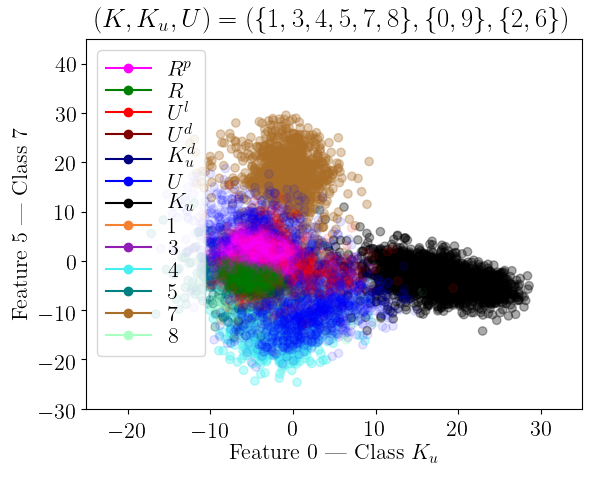 (K, K_u, U) = ({1, 3, 4, 5, 7, 8}, {0, 9}, {2, 6})
R^p
R
U^l
U^d
K_u^d
U
K_u
1
3
4
5
7
8
Feature 5 — Class 7
40
30
20
10
0
−10
−20
−30
−20
−10
0
10
20
30
Feature 0 — Class K_u